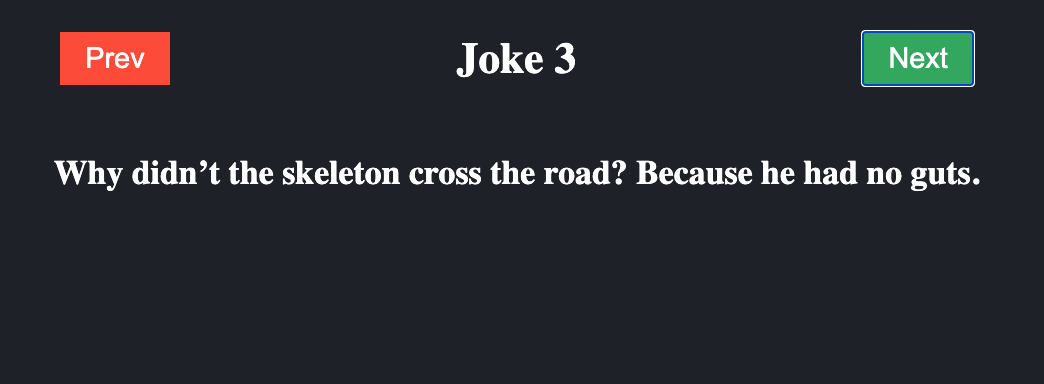 Prev
Joke 3
Next
Why didn’t the skeleton cross the road? Because he had no guts.